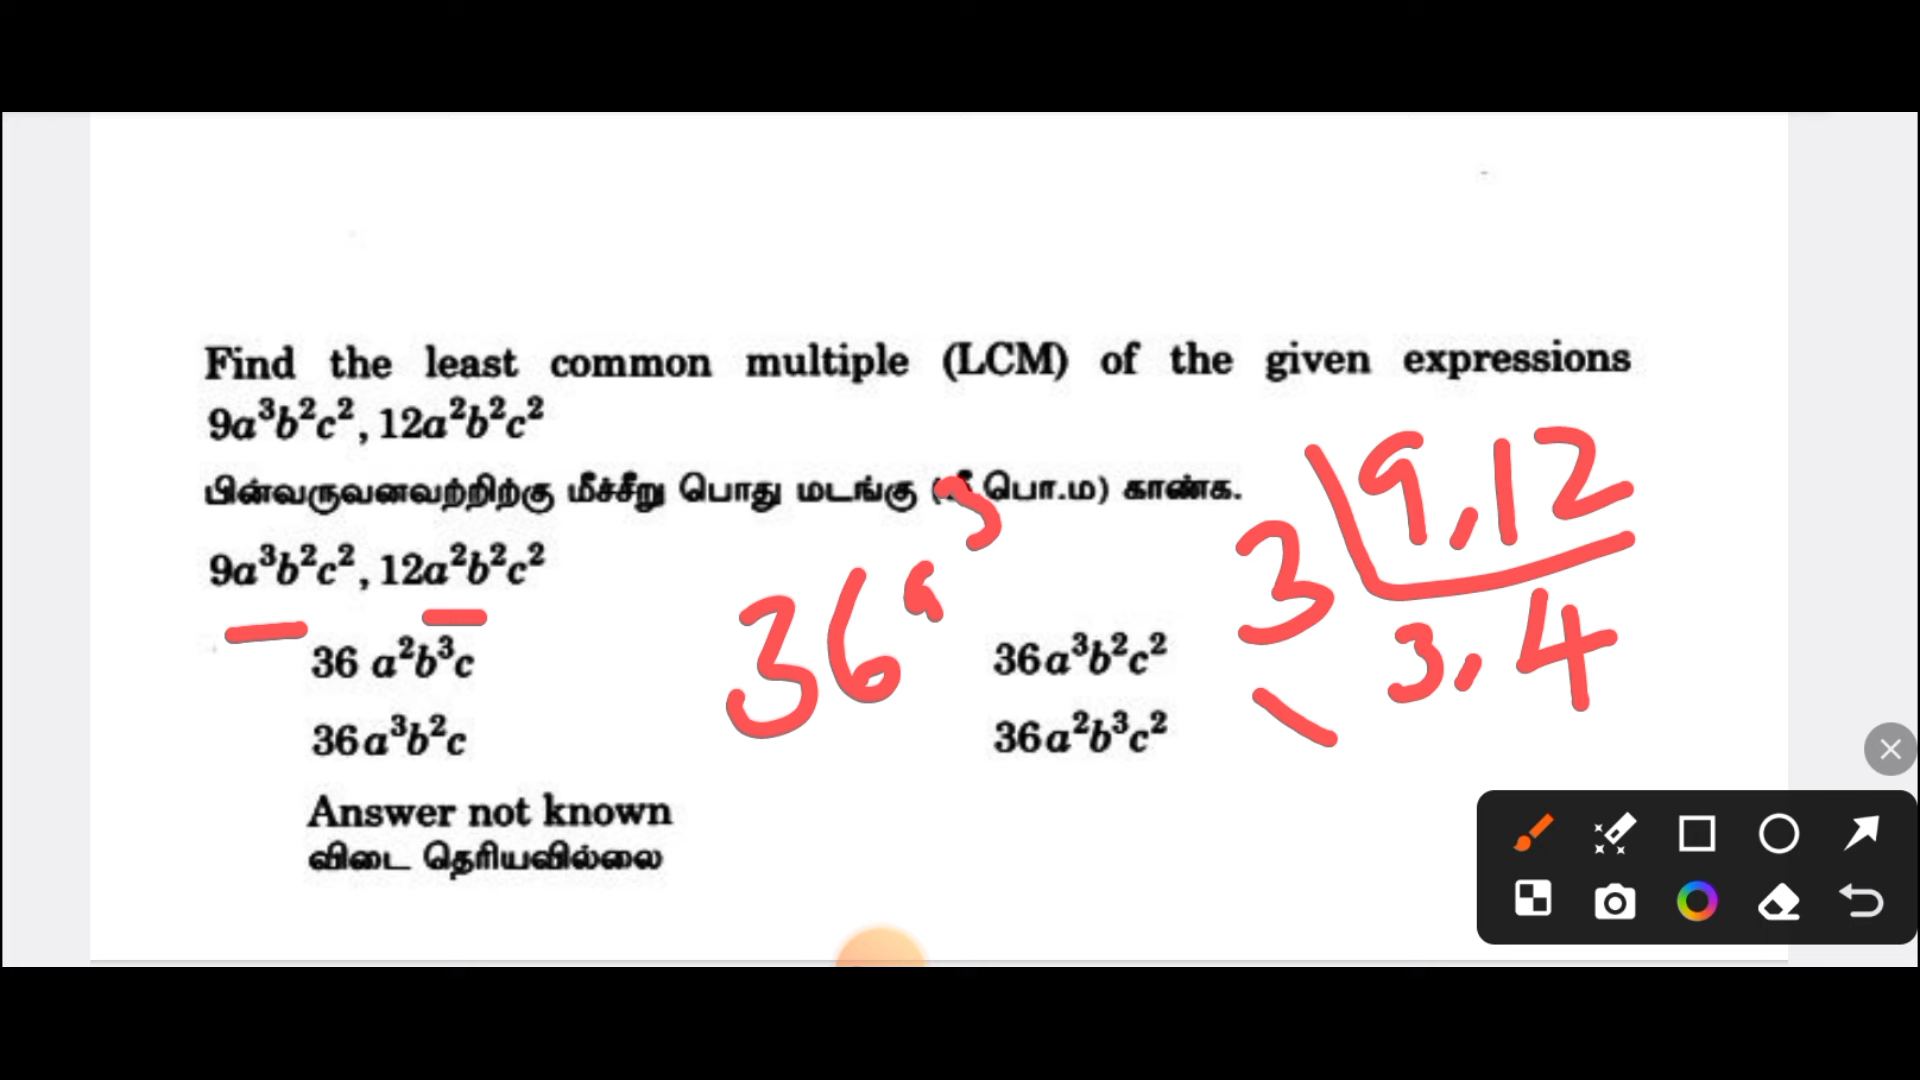 Find the least common multiple (LCM) of the given expressions
9a³b²c², 12a²b²c²
பின்வருவனவற்றிற்கு மீச்சீறு பொது மடங்கு பொ.ம) காண்க.
9a³b²c², 12a²b²c²
36 a²b³c
36a³b²c²
36a³b²c
36a²b³c²
Answer not known
விடை தெரியவில்லை
36a³
3 9,12
3,4